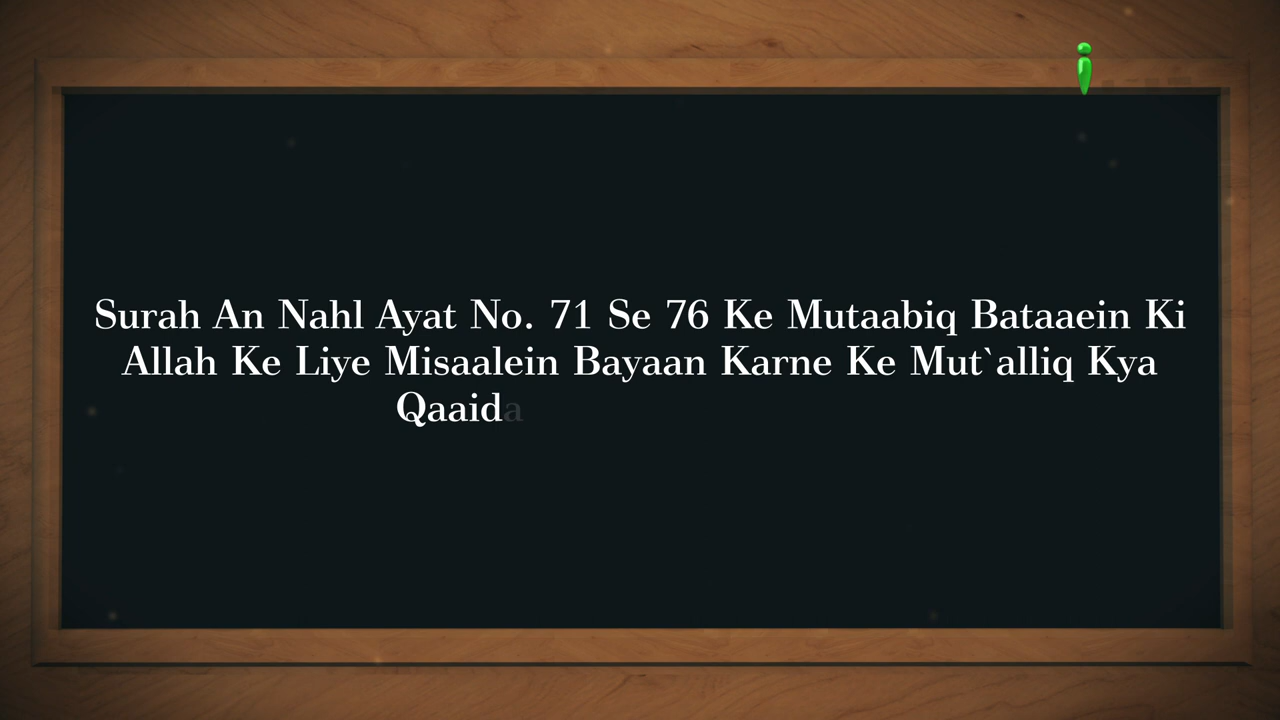 Surah An Nahl Ayat No. 71 Se 76 Ke Mutaabiq Bataaein Ki
Allah Ke Liye Misaalein Bayaan Karne Ke Mut`alliq Kya
Qaaida